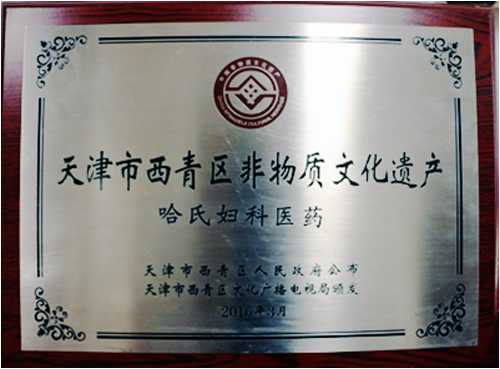 天津市西青区非物质文化遗产
哈氏妇科医药
天津市西青区人民政府公布
天津市西青区文化广播电视局颁发
2016年3月